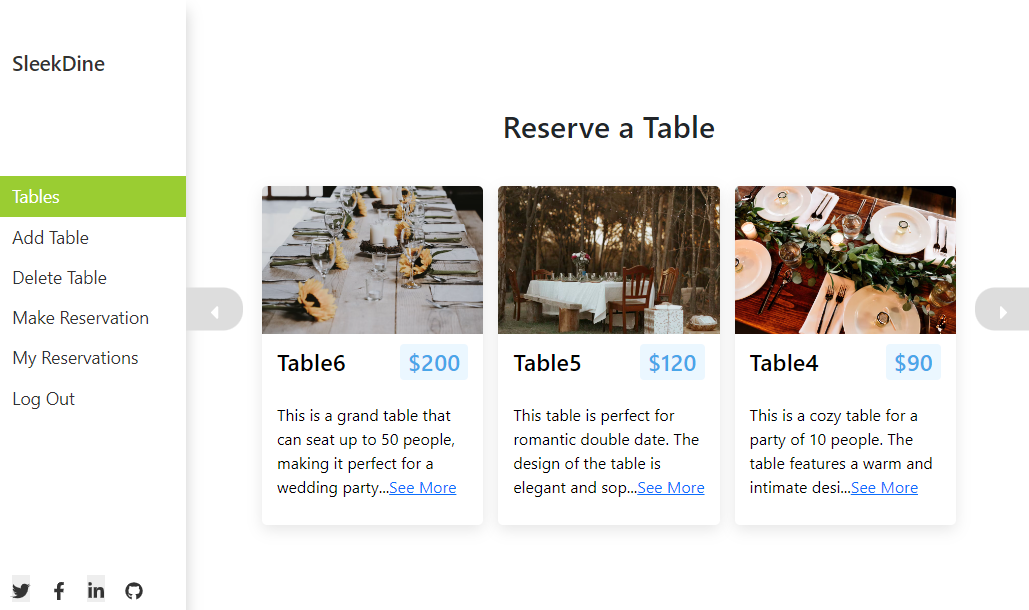 SleekDine
Tables
Add Table
Delete Table
Make Reservation
My Reservations
Log Out
Reserve a Table
Table6
$200
This is a grand table that
can seat up to 50 people,
making it perfect for a
wedding party...See More
Table5
$120
This table is perfect for
romantic double date. The
design of the table is
elegant and sop...See More
Table4
$90
This is a cozy table for a
party of 10 people. The
table features a warm and
intimate desi...See More